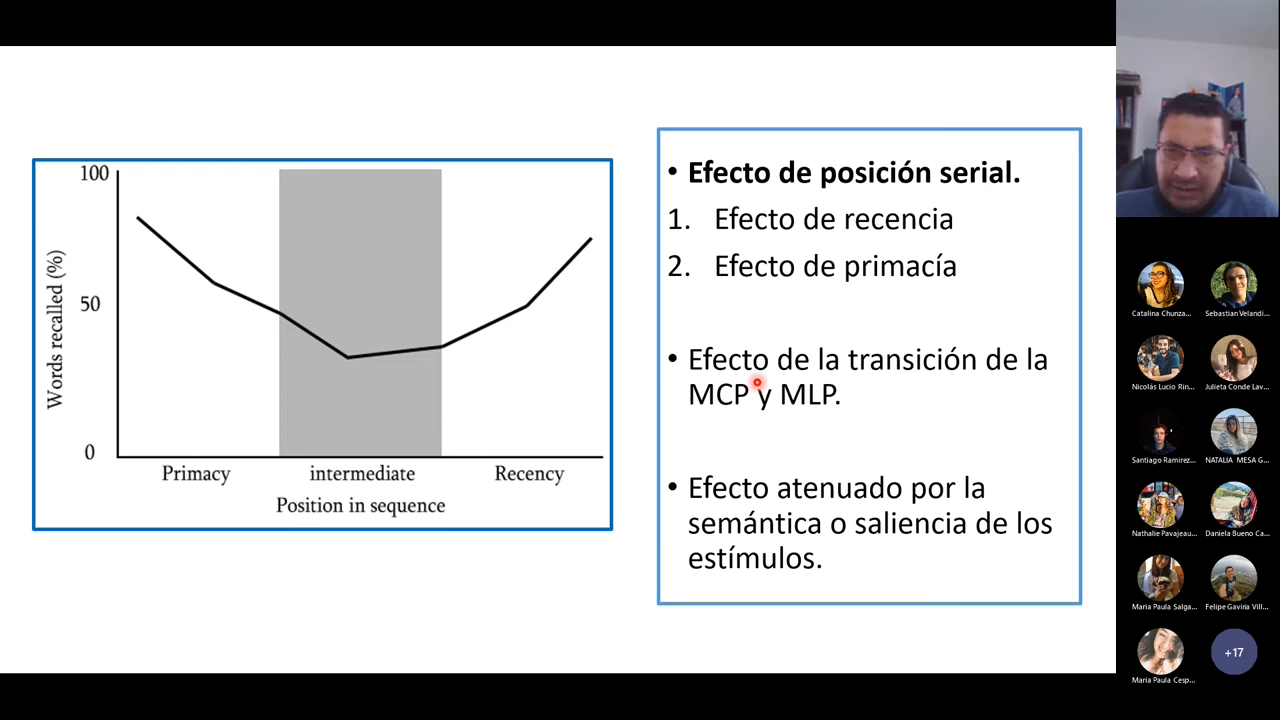 100
50
0
Words recalled (%)
Primacy
intermediate
Recency
Position in sequence
• Efecto de posición serial.
1. Efecto de recencia
2. Efecto de primacía
• Efecto de la transición de la
MCP y MLP.
• Efecto atenuado por la
semántica o saliencia de los
estímulos.
Catalina Chunza...
Sebastian Velandi...
Nicolás Lucio Rin...
Julieta Conde Lav...
Santiago Ramirez...
NATALIA MESA G...
Nathalie Pavajeau...
Daniela Bueno Ca...
Maria Paula Salga...
Felipe Gaviria Vill...
Maria Paula Cesp...
+17